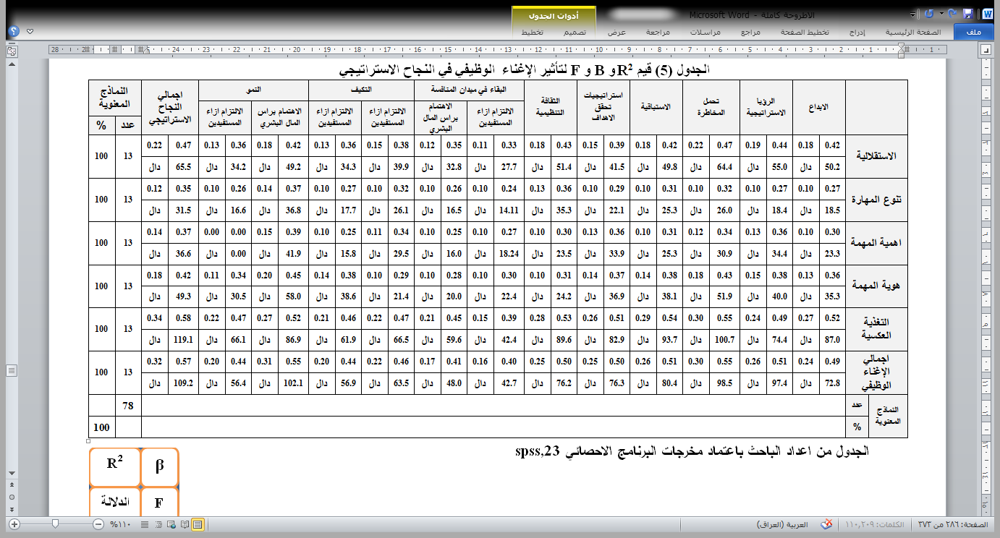 الاطروحة كاملة - Microsoft Word
أدوات الجدول
ملف الصفحة الرئيسية إدراج تخطيط الصفحة مراجع مراسلات مراجعة عرض تصميم تخطيط
1 1 2 3 4 5 6 7 8 9 10 11 12 13 14 15 16 17 18 19 20 21 22 23 24 28
الجدول (5) قيم R² و B و F لتأثير الإغناء الوظيفي في النجاح الاستراتيجي
الابداع
الرؤيا الاستراتيجية
تحمل المخاطرة
الاستباقية
استراتيجيات تحقق الاهداف
الثقافة التنظيمية
البقاء في ميدان المنافسة
الالتزام ازاء المستفيدين
الاهتمام براس المال البشري
التكيف
الالتزام ازاء المستفيدين
الالتزام ازاء المستفيدين
النمو
الاهتمام براس المال البشري
الالتزام ازاء المستفيدين
اجمالي النجاح الاستراتيجي
النماذج المعنوية
عدد %
الاستقلالية
0.42 0.18 0.44 0.19 0.47 0.22 0.42 0.18 0.39 0.15 0.43 0.18 0.33 0.11 0.35 0.12 0.38 0.15 0.36 0.13 0.42 0.18 0.36 0.13 0.47 0.22 13 100
50.2 دال 55.0 دال 64.4 دال 49.8 دال 41.5 دال 51.4 دال 27.7 دال 32.8 دال 39.9 دال 34.3 دال 49.2 دال 34.2 دال 65.5 دال
تنوع المهارة
0.27 0.10 0.27 0.10 0.32 0.10 0.31 0.10 0.29 0.10 0.36 0.13 0.24 0.10 0.26 0.10 0.32 0.10 0.27 0.10 0.37 0.14 0.26 0.10 0.35 0.12 13 100
18.5 دال 18.4 دال 26.0 دال 25.3 دال 22.1 دال 35.3 دال 14.11 دال 16.5 دال 26.1 دال 17.7 دال 36.8 دال 16.6 دال 31.5 دال
اهمية المهمة
0.30 0.10 0.36 0.13 0.34 0.12 0.31 0.10 0.36 0.13 0.30 0.10 0.27 0.10 0.25 0.10 0.34 0.11 0.25 0.10 0.39 0.15 0.00 0.00 0.37 0.14 13 100
23.3 دال 34.4 دال 30.9 دال 25.3 دال 33.9 دال 23.5 دال 18.24 دال 16.0 دال 29.5 دال 15.8 دال 41.9 دال 0.00 دال 36.6 دال
هوية المهمة
0.36 0.13 0.38 0.15 0.43 0.18 0.38 0.14 0.37 0.14 0.31 0.10 0.30 0.10 0.28 0.10 0.29 0.10 0.38 0.14 0.45 0.20 0.34 0.11 0.42 0.18 13 100
35.3 دال 40.0 دال 51.9 دال 38.1 دال 36.9 دال 24.2 دال 22.4 دال 20.0 دال 21.4 دال 38.6 دال 58.0 دال 30.5 دال 49.3 دال
التغذية العكسية
0.52 0.27 0.49 0.24 0.55 0.30 0.54 0.29 0.51 0.26 0.53 0.28 0.39 0.15 0.45 0.21 0.47 0.22 0.46 0.21 0.52 0.27 0.47 0.22 0.58 0.34 13 100
87.0 دال 74.4 دال 100.7 دال 93.7 دال 82.9 دال 89.6 دال 42.4 دال 59.6 دال 66.5 دال 61.9 دال 86.9 دال 66.1 دال 119.1 دال
اجمالي الإغناء الوظيفي
0.49 0.24 0.51 0.26 0.55 0.30 0.51 0.26 0.50 0.25 0.50 0.25 0.40 0.16 0.41 0.17 0.46 0.22 0.44 0.20 0.55 0.31 0.44 0.20 0.57 0.32 13 100
72.8 دال 97.4 دال 98.5 دال 80.4 دال 76.3 دال 76.2 دال 42.7 دال 48.0 دال 63.5 دال 56.9 دال 102.1 دال 56.4 دال 109.2 دال
النماذج المعنوية
عدد 78
% 100
الجدول من اعداد الباحث باعتماد مخرجات البرنامج الاحصائي spss,23
β R²
F الدلالة
الصفحة: ٢٨٦ من ٣٧٣ الكلمات: ١١٠,٢٠٩ العربية (العراق) ١١٠%